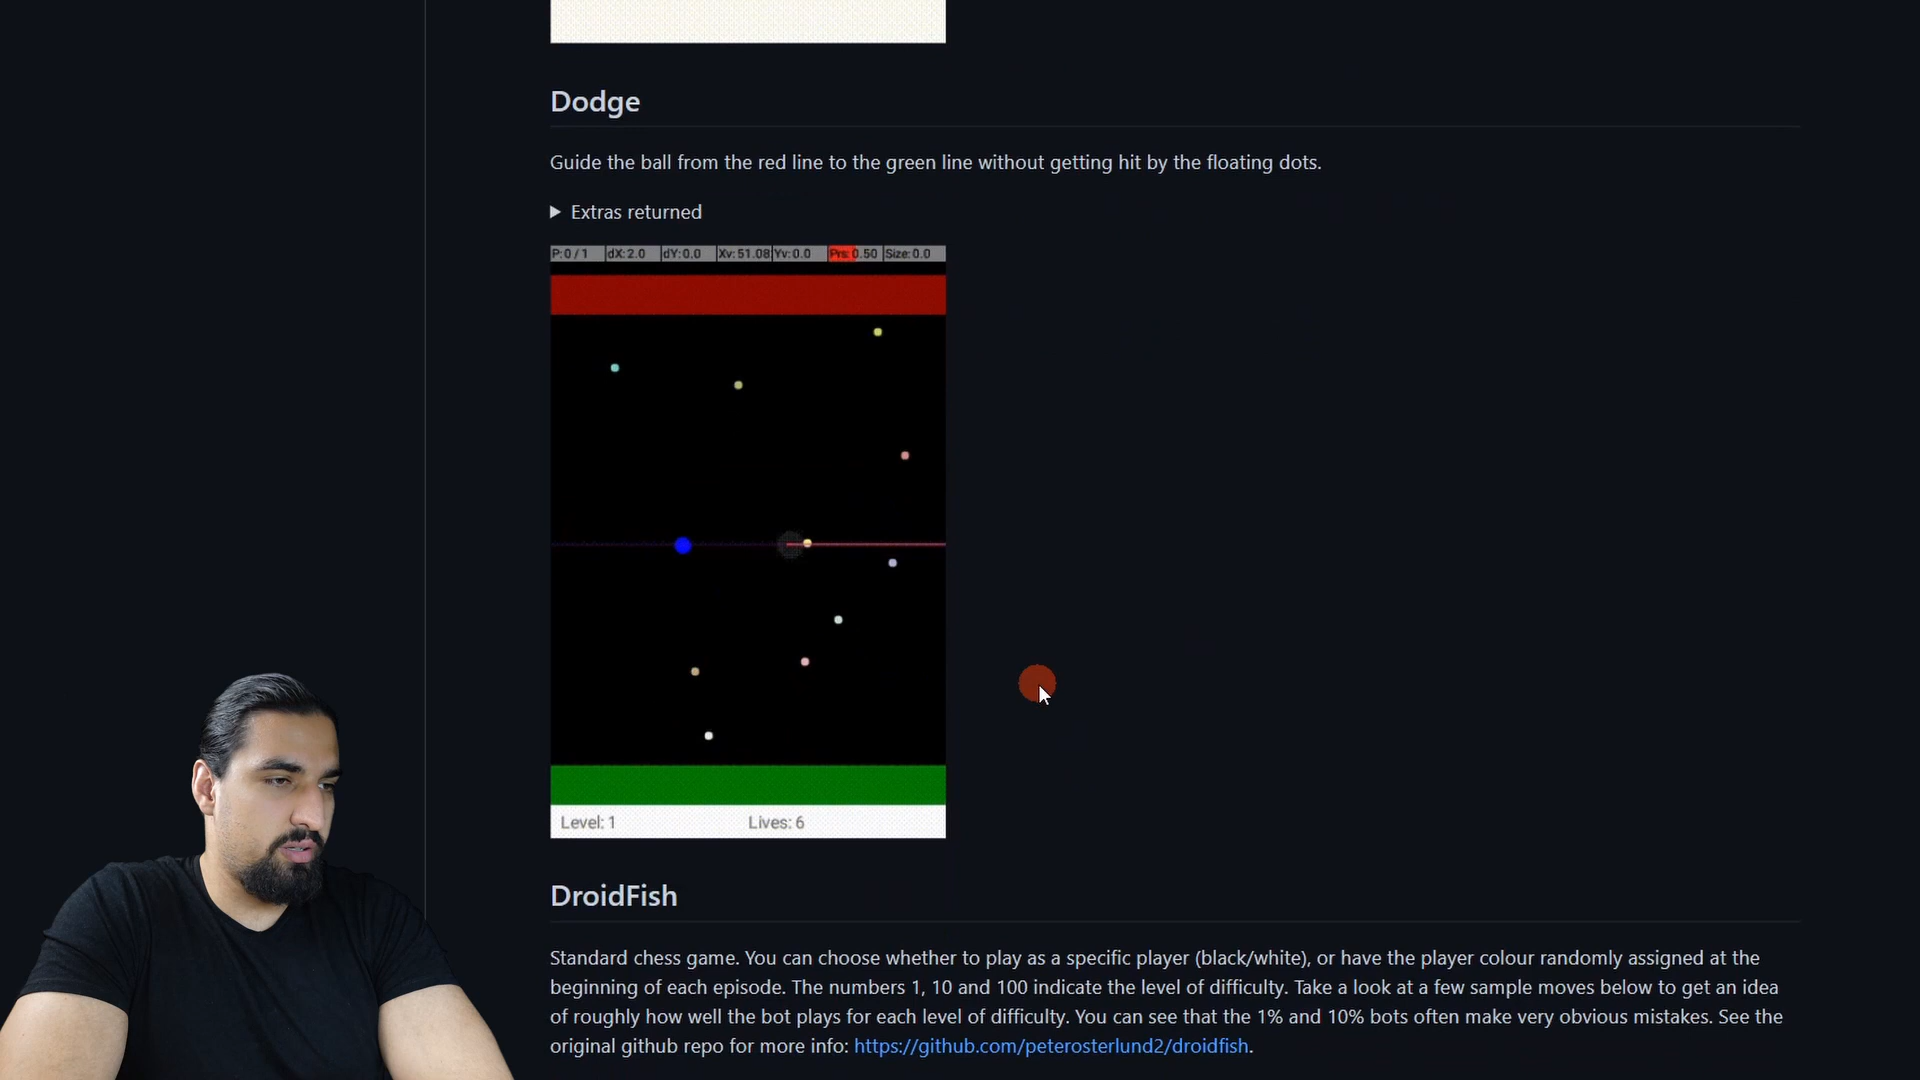 Dodge
Guide the ball from the red line to the green line without getting hit by the floating dots.
Extras returned
P: 0 / 1 dX: 2.0 dY: 0.0 Xv: 51.08 Yv: 0.0 Prs: 0.50 Size: 0.0
Level: 1 Lives: 6
DroidFish
Standard chess game. You can choose whether to play as a specific player (black/white), or have the player colour randomly assigned at the
beginning of each episode. The numbers 1, 10 and 100 indicate the level of difficulty. Take a look at a few sample moves below to get an idea
of roughly how well the bot plays for each level of difficulty. You can see that the 1% and 10% bots often make very obvious mistakes. See the
original github repo for more info: https://github.com/peterosterlund2/droidfish.